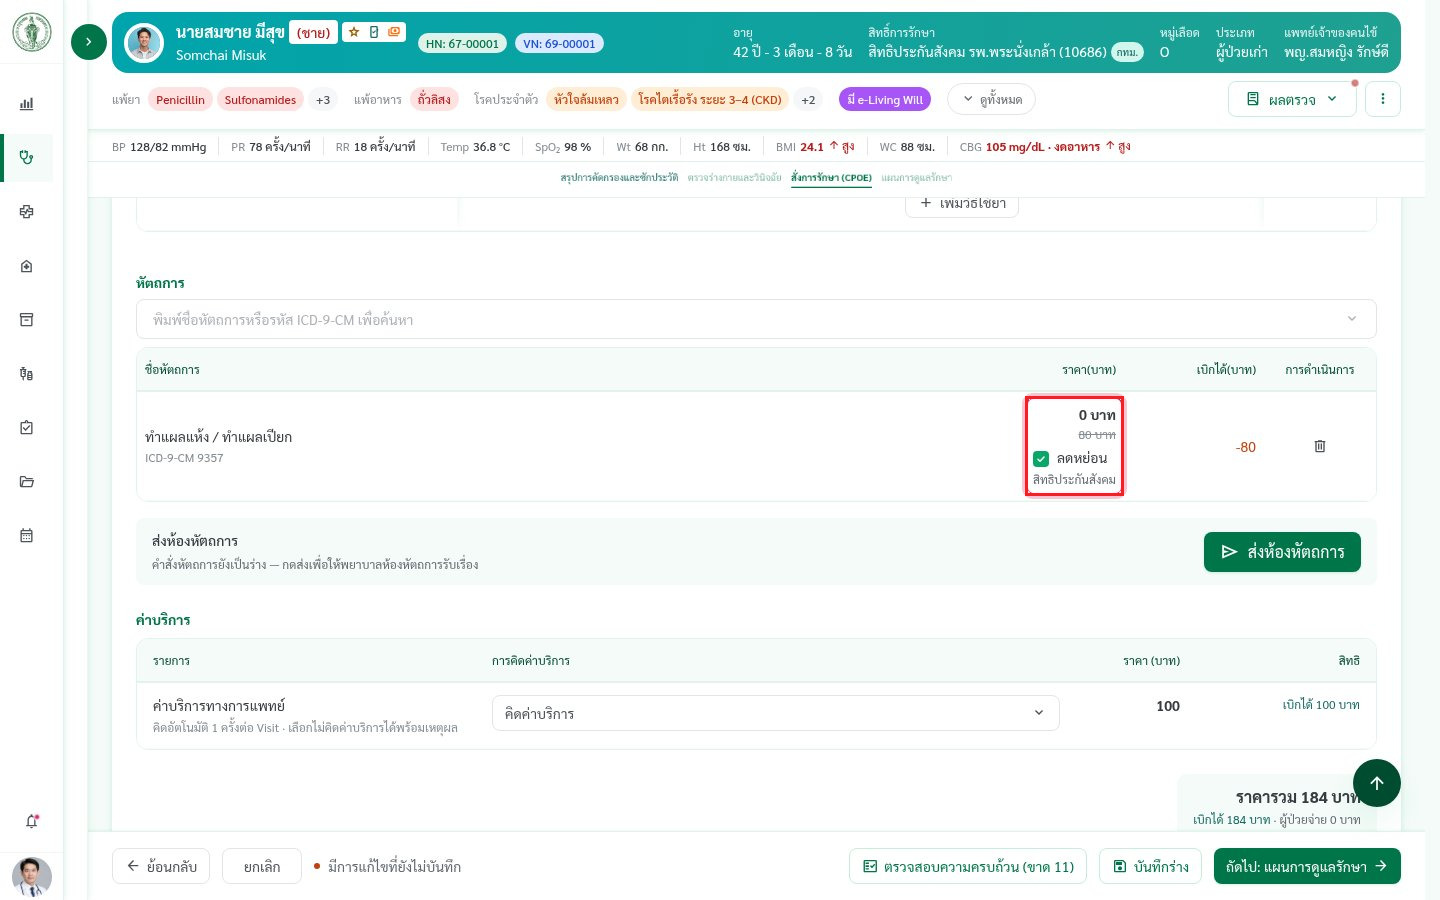 นายสมชาย มีสุข (ชาย)
Somchai Misuk
HN: 67-00001
VN: 69-00001
อายุ
42 ปี - 3 เดือน - 8 วัน
สิทธิ์การรักษา
สิทธิประกันสังคม รพ.พระนั่งเกล้า (10686) กทม.
หมู่เลือด
O
ประเภท
ผู้ป่วยเก่า
แพทย์เจ้าของคนไข้
พญ.สมหญิง รักษ์ดี
แพ้ยา Penicillin Sulfonamides +3 แพ้อาหาร ถั่วลิสง โรคประจำตัว หัวใจล้มเหลว โรคไตเรื้อรัง ระยะ 3–4 (CKD) +2 มี e-Living Will ดูทั้งหมด
ผลตรวจ
BP 128/82 mmHg PR 78 ครั้ง/นาที RR 18 ครั้ง/นาที Temp 36.8 °C SpO₂ 98 % Wt 68 กก. Ht 168 ซม. BMI 24.1 ↑ สูง WC 88 ซม. CBG 105 mg/dL · งดอาหาร ↑ สูง
สรุปการคัดกรองและซักประวัติ ตรวจร่างกายและวินิจฉัย สั่งการรักษา (CPOE) แผนการดูแลรักษา
+ เพิ่มวิธีใช้ยา
หัตถการ
พิมพ์ชื่อหัตถการหรือรหัส ICD-9-CM เพื่อค้นหา
ชื่อหัตถการ ราคา(บาท) เบิกได้(บาท) การดำเนินการ
ทำแผลแห้ง / ทำแผลเปียก
ICD-9-CM 9357
0 บาท
80 บาท
ลดหย่อน
สิทธิประกันสังคม
-80
ส่งห้องหัตถการ
คำสั่งหัตถการยังเป็นร่าง — กดส่งเพื่อให้พยาบาลห้องหัตถการรับเรื่อง
ส่งห้องหัตถการ
ค่าบริการ
รายการ การคิดค่าบริการ ราคา (บาท) สิทธิ
ค่าบริการทางการแพทย์
คิดอัตโนมัติ 1 ครั้งต่อ Visit · เลือกไม่คิดค่าบริการได้พร้อมเหตุผล
คิดค่าบริการ
100
เบิกได้ 100 บาท
ราคารวม 184 บาท
เบิกได้ 184 บาท · ผู้ป่วยจ่าย 0 บาท
ย้อนกลับ ยกเลิก มีการแก้ไขที่ยังไม่บันทึก ตรวจสอบความครบถ้วน (ขาด 11) บันทึกร่าง ถัดไป: แผนการดูแลรักษา